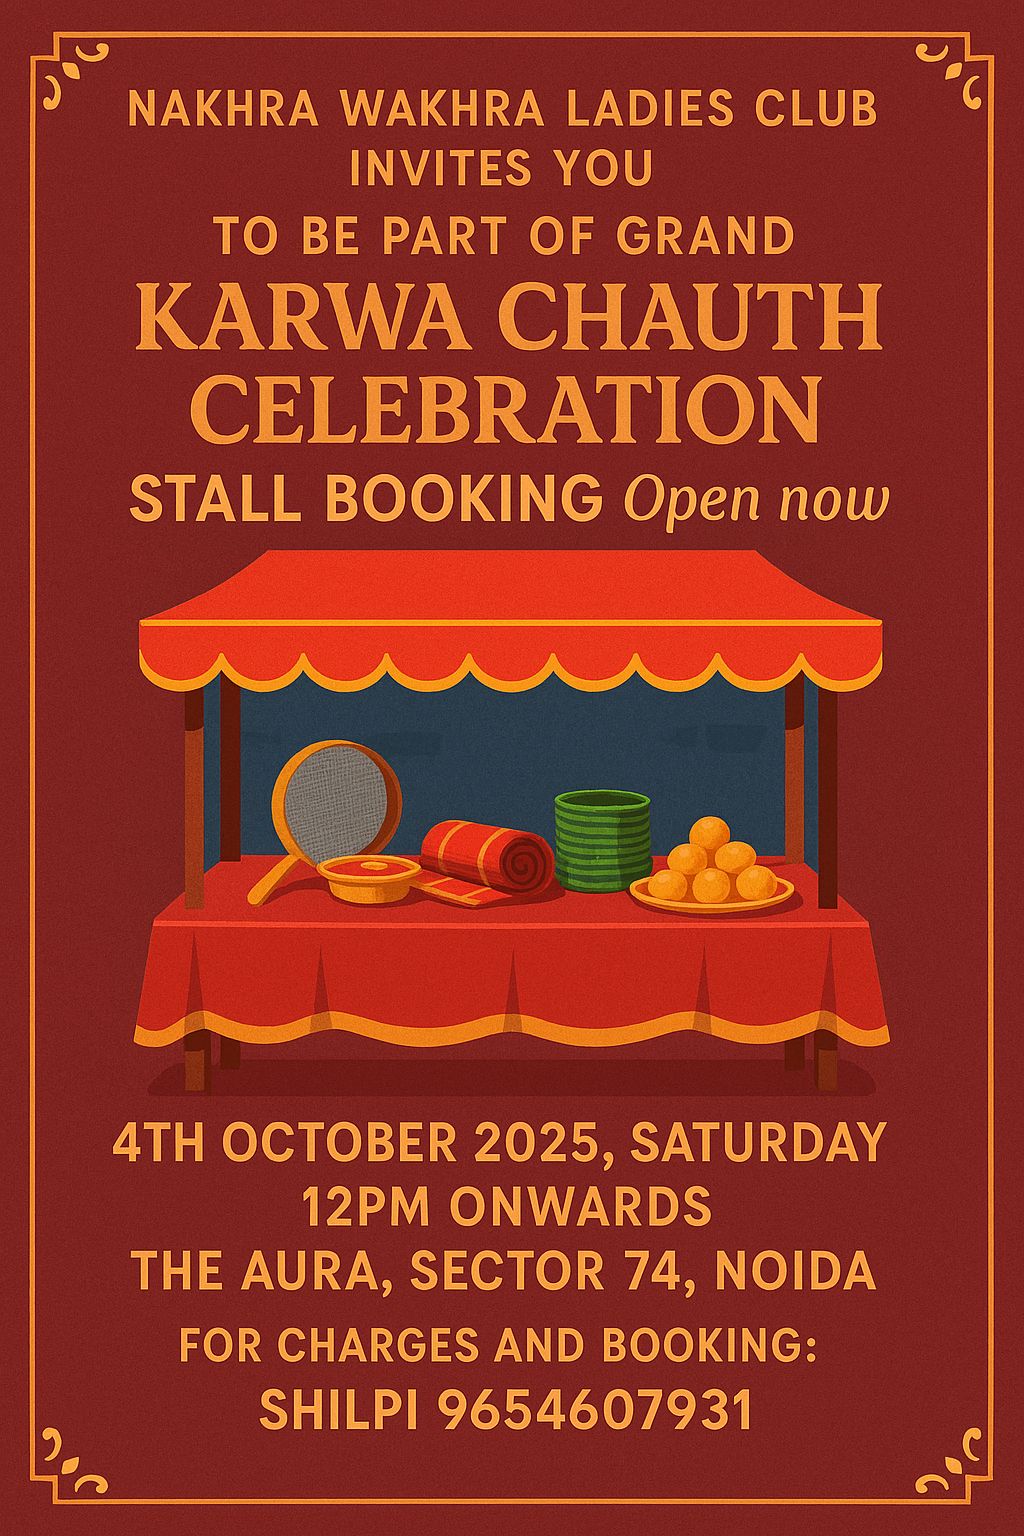 NAKHRA WAKHRA LADIES CLUB
INVITES YOU
TO BE PART OF GRAND
KARWA CHAUTH
CELEBRATION
STALL BOOKING Open now
4TH OCTOBER 2025, SATURDAY
12PM ONWARDS
THE AURA, SECTOR 74, NOIDA
FOR CHARGES AND BOOKING:
SHILPI 9654607931